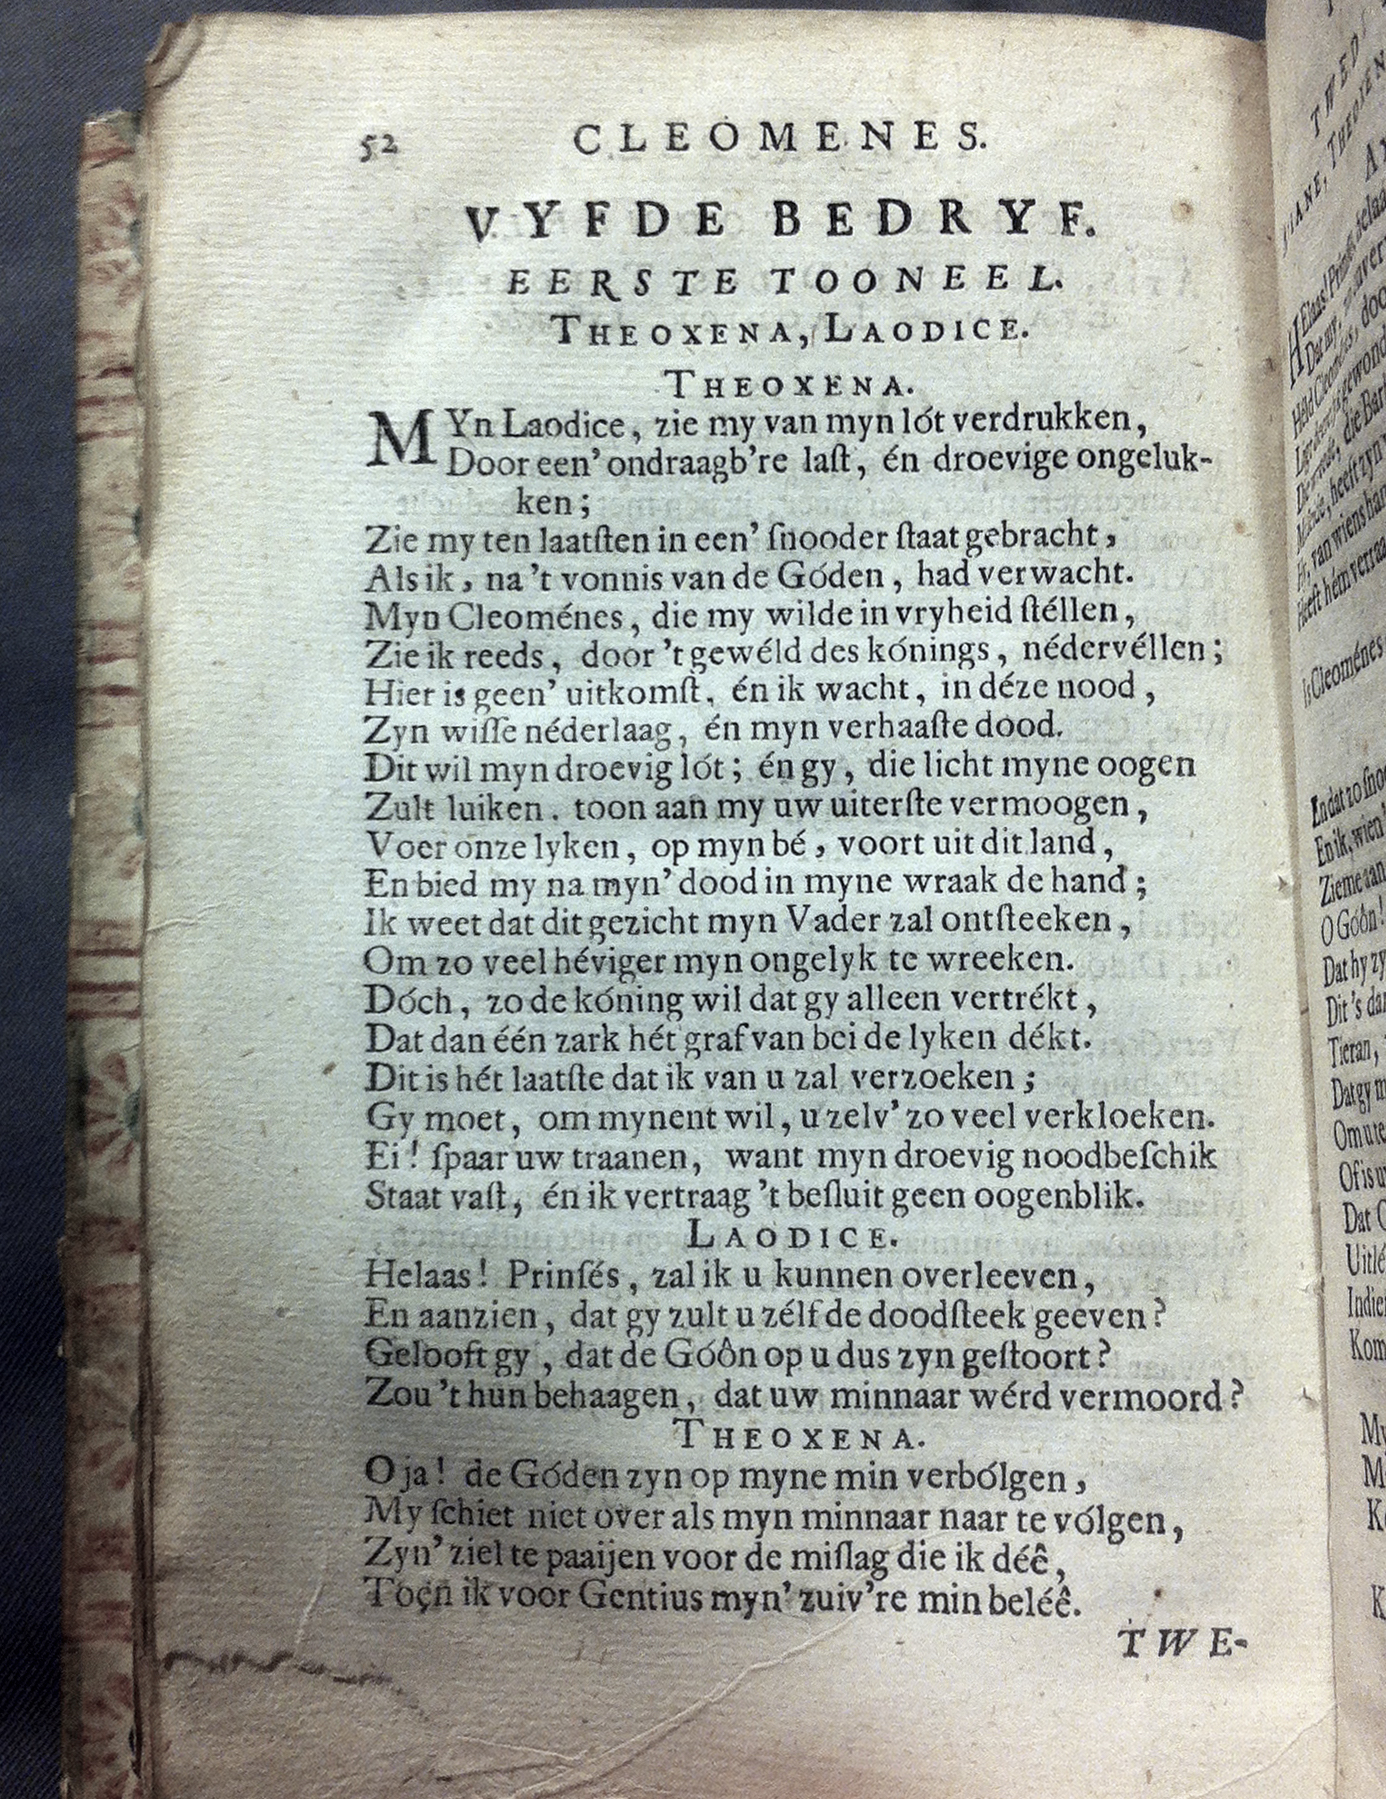 52 CLEOMENES.
VYFDE BEDRYF.
EERSTE TOONEEL.
THEOXENA, LAODICE.
THEOXENA.
MYn Laodice, zie my van myn lót verdrukken,
Door een' ondraagb're laſt, én droevige ongeluk-
ken;
Zie my ten laatſten in een' ſnooder ſtaat gebracht,
Als ik, na 't vonnis van de Góden, had verwacht.
Myn Cleoménes, die my wilde in vryheid ſtéllen,
Zie ik reeds, door 't gewéld des kónings, nédervéllen;
Hier is geen' uitkomſt, én ik wacht, in déze nood,
Zyn wiſſe néderlaag, én myn verhaaſte dood.
Dit wil myn droevig lót; én gy, die licht myne oogen
Zult luiken. toon aan my uw uiterſte vermoogen,
Voer onze lyken, op myn bé, voort uit dit land,
En bied my na myn' dood in myne wraak de hand;
Ik weet dat dit gezicht myn Vader zal ontſteeken,
Om zo veel héviger myn ongelyk te wreeken.
Dóch, zo de kóning wil dat gy alleen vertrékt,
Dat dan één zark hét graf van bei de lyken dékt.
Dit is hét laatſte dat ik van u zal verzoeken;
Gy moet, om mynent wil, u zelv' zo veel verkloeken.
Ei! ſpaar uw traanen, want myn droevig noodbeſchik
Staat vaſt, én ik vertraag 't beſluit geen oogenblik.
LAODICE.
Helaas! Prinſés, zal ik u kunnen overleeven,
En aanzien, dat gy zult u zélf de doodſteek geeven?
Gelooft gy, dat de Góôn op u dus zyn geſtoort?
Zou 't hun behaagen, dat uw minnaar wérd vermoord?
THEOXENA.
O ja! de Góden zyn op myne min verbólgen,
My ſchiet niet over als myn minnaar naar te vólgen,
Zyn' ziel te paaijen voor de miſlag die ik déê,
Toen ik voor Gentius myn' zuiv're min beléê.
TWE-